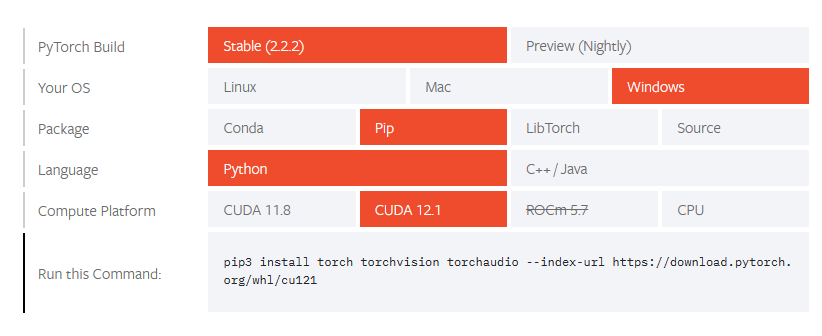 PyTorch Build Stable (2.2.2) Preview (Nightly)
Your OS Linux Mac Windows
Package Conda Pip LibTorch Source
Language Python C++ / Java
Compute Platform CUDA 11.8 CUDA 12.1 ROCm 5.7 CPU
Run this Command: pip3 install torch torchvision torchaudio --index-url https://download.pytorch.
org/whl/cu121